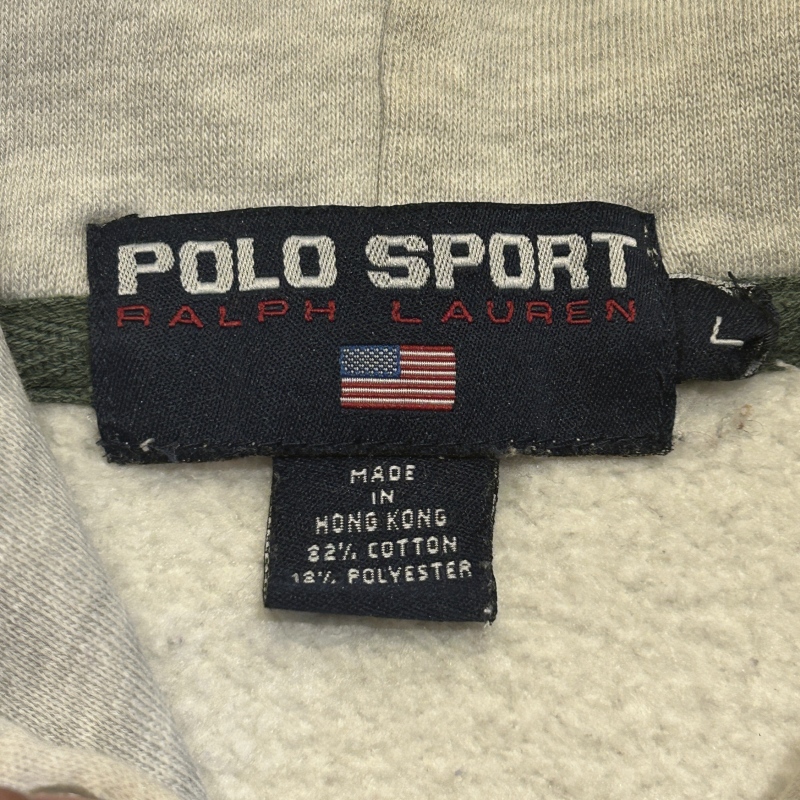 POLO SPORT
RALPH LAUREN
L
MADE
IN
HONG KONG
82% COTTON
18% POLYESTER